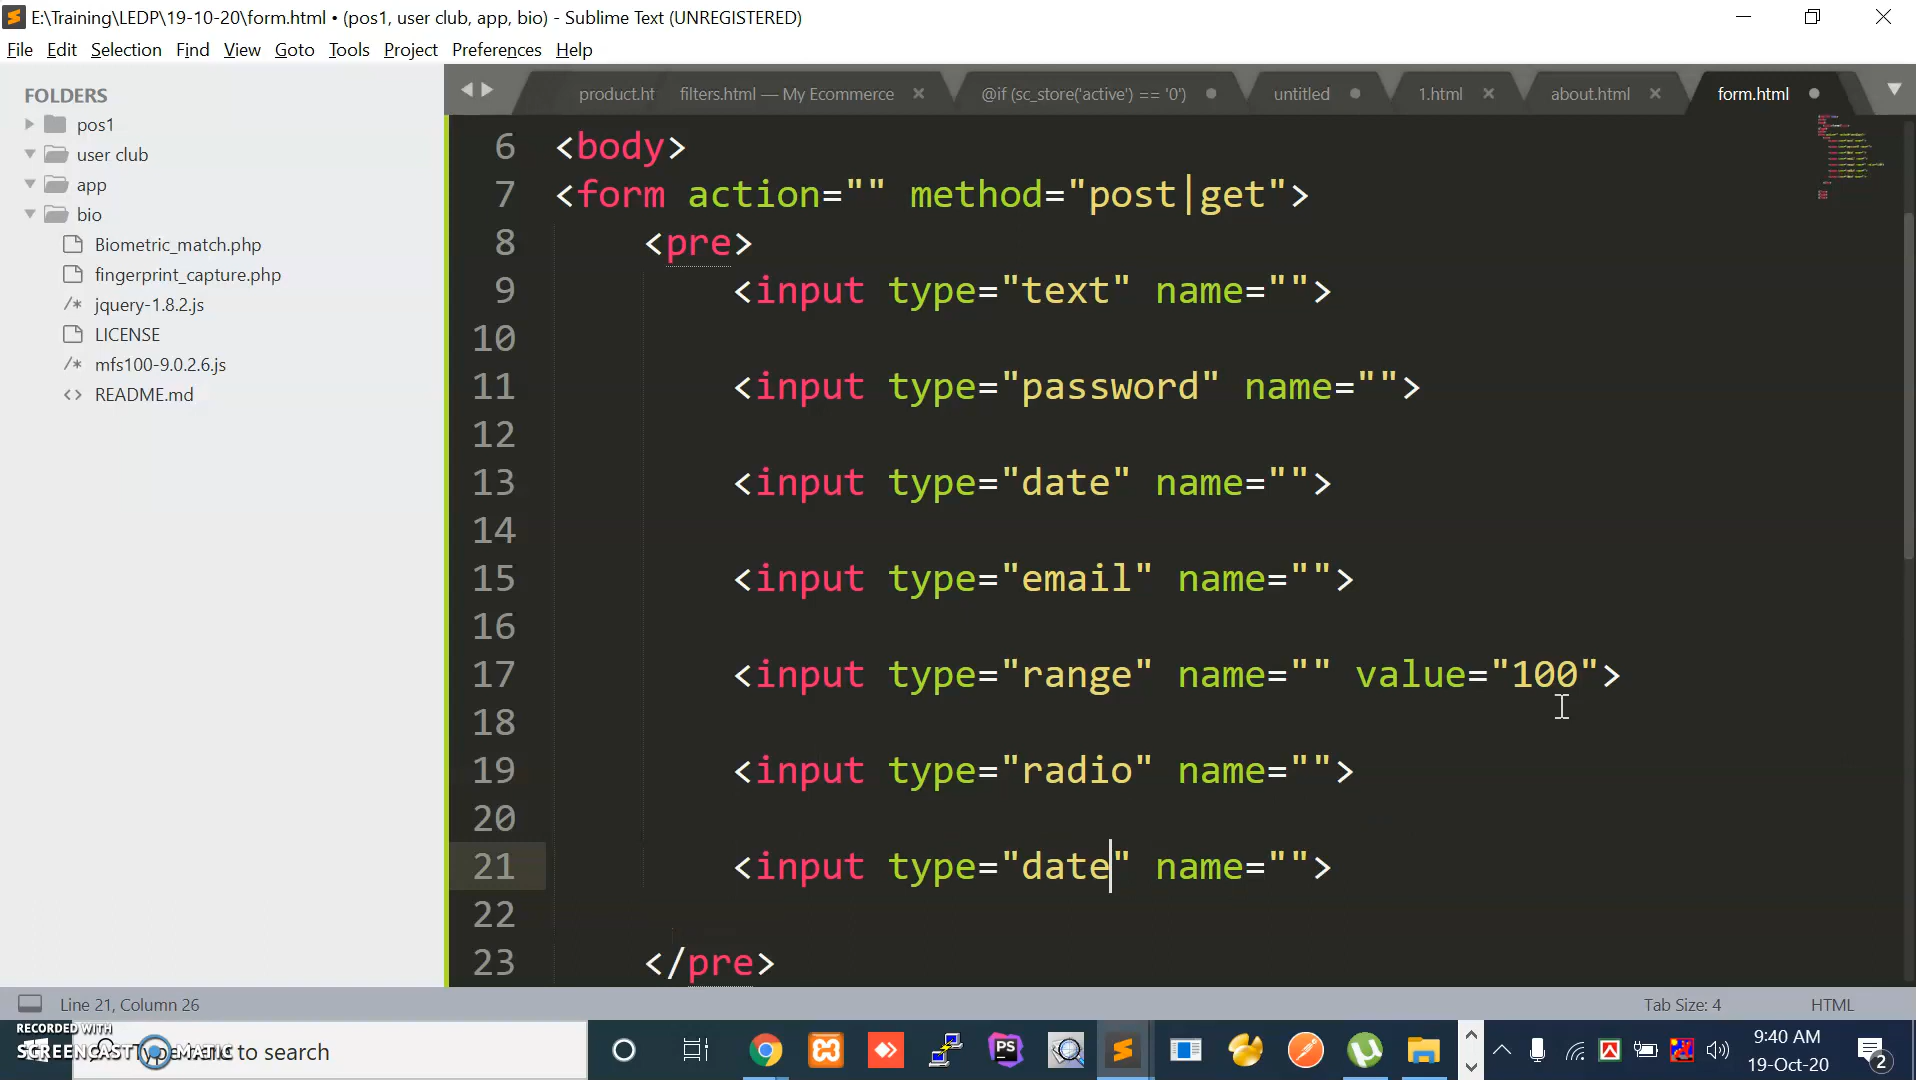 E:\Training\LEDP\19-10-20\form.html • (pos1, user club, app, bio) - Sublime Text (UNREGISTERED)
File Edit Selection Find View Goto Tools Project Preferences Help
FOLDERS
pos1
user club
app
bio
Biometric_match.php
fingerprint_capture.php
/* jquery-1.8.2.js
LICENSE
/* mfs100-9.0.2.6.js
<> README.md
product.ht filters.html — My Ecommerce @if (sc_store('active') == '0') untitled 1.html about.html form.html
6 <body>
7 <form action="" method="post|get">
8 <pre>
9 <input type="text" name="">
10
11 <input type="password" name="">
12
13 <input type="date" name="">
14
15 <input type="email" name="">
16
17 <input type="range" name="" value="100">
18
19 <input type="radio" name="">
20
21 <input type="date" name="">
22
23 </pre>
Line 21, Column 26 Tab Size: 4 HTML
RECORDED WITH
SCREENCAST MATIC
Type here to search
PS
9:40 AM
19-Oct-20
2